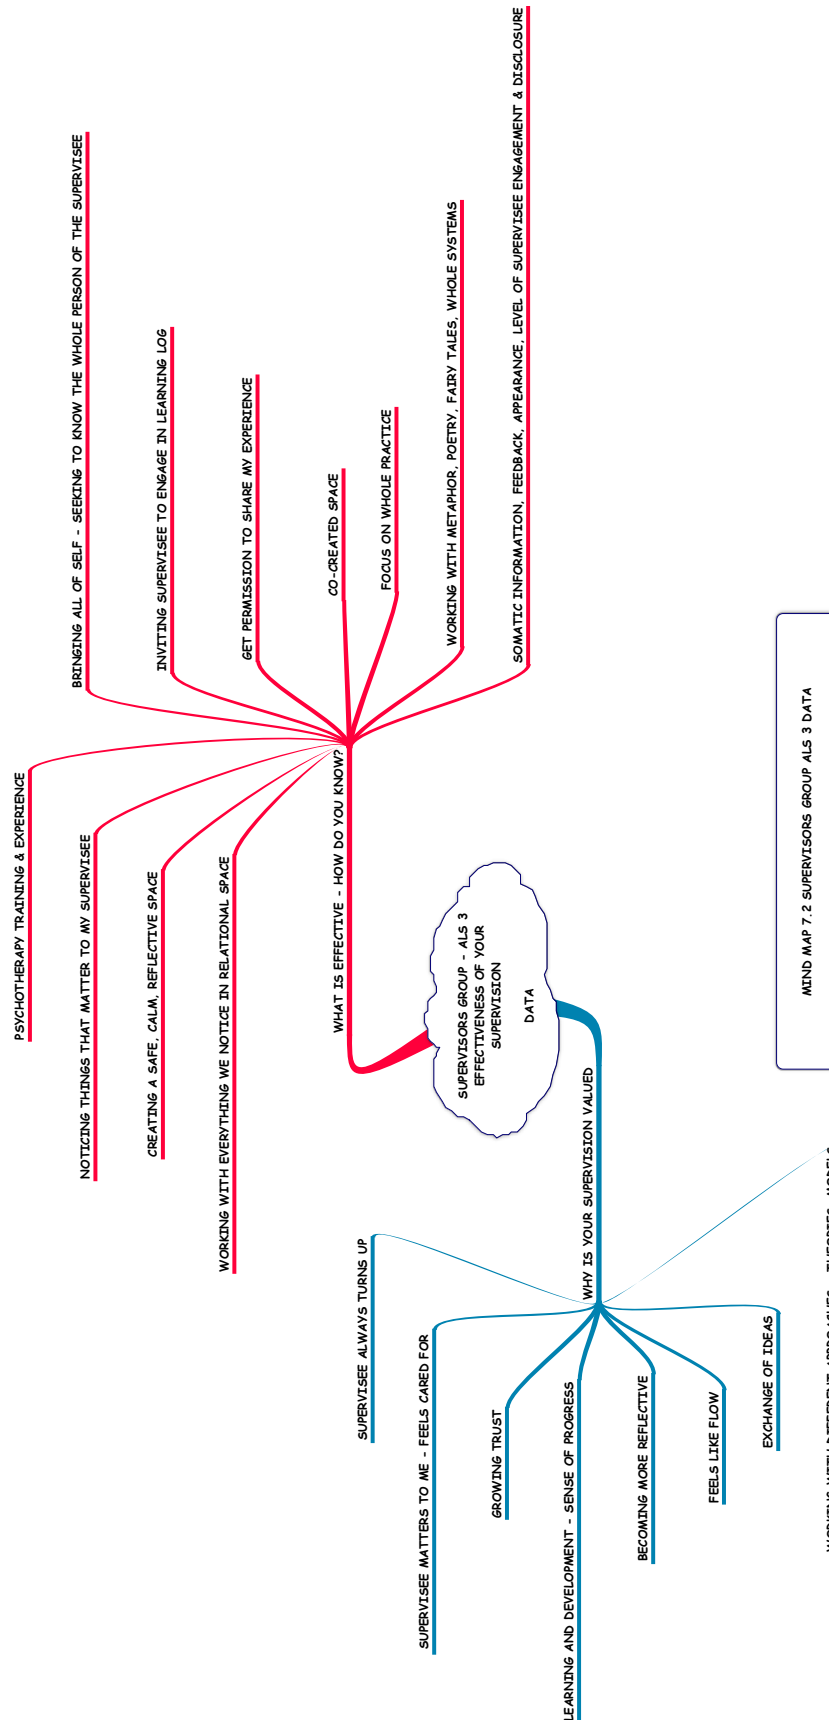 PSYCHOTHERAPY TRAINING & EXPERIENCE
BRINGING ALL OF SELF - SEEKING TO KNOW THE WHOLE PERSON OF THE SUPERVISEE
NOTICING THINGS THAT MATTER TO MY SUPERVISEE
INVITING SUPERVISEE TO ENGAGE IN LEARNING LOG
CREATING A SAFE, CALM, REFLECTIVE SPACE
GET PERMISSION TO SHARE MY EXPERIENCE
WORKING WITH EVERYTHING WE NOTICE IN RELATIONAL SPACE
CO-CREATED SPACE
WHAT IS EFFECTIVE - HOW DO YOU KNOW?
FOCUS ON WHOLE PRACTICE
WORKING WITH METAPHOR, POETRY, FAIRY TALES, WHOLE SYSTEMS
SOMATIC INFORMATION, FEEDBACK, APPEARANCE, LEVEL OF SUPERVISEE ENGAGEMENT & DISCLOSURE
SUPERVISORS GROUP - ALS 3
EFFECTIVENESS OF YOUR
SUPERVISION
DATA
SUPERVISEE ALWAYS TURNS UP
SUPERVISEE MATTERS TO ME - FEELS CARED FOR
GROWING TRUST
LEARNING AND DEVELOPMENT - SENSE OF PROGRESS
WHY IS YOUR SUPERVISION VALUED
BECOMING MORE REFLECTIVE
FEELS LIKE FLOW
EXCHANGE OF IDEAS
MIND MAP 7.2 SUPERVISORS GROUP ALS 3 DATA